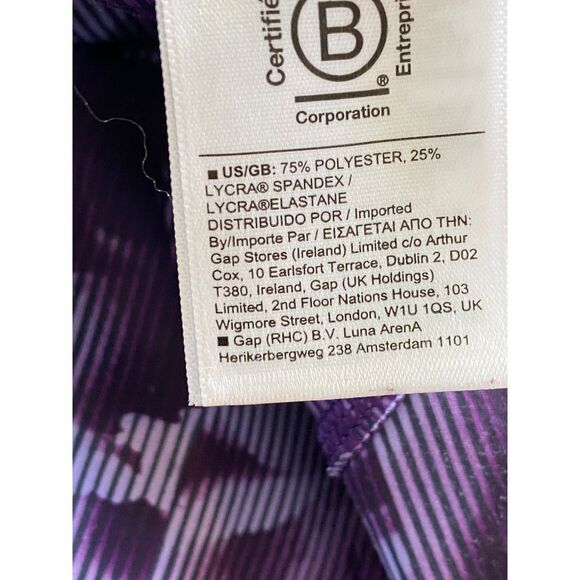 Certifié
B
®
Entreprise
Corporation
■ US/GB: 75% POLYESTER, 25%
LYCRA® SPANDEX /
LYCRA®ELASTANE
DISTRIBUIDO POR / Imported
By/Importe Par / ΕΙΣΑΓΕΤΑΙ ΑΠΟ ΤΗΝ:
Gap Stores (Ireland) Limited c/o Arthur
Cox, 10 Earlsfort Terrace, Dublin 2, D02
T380, Ireland, Gap (UK Holdings)
Limited, 2nd Floor Nations House, 103
Wigmore Street, London, W1U 1QS, UK
■ Gap (RHC) B.V. Luna ArenA
Herikerbergweg 238 Amsterdam 1101